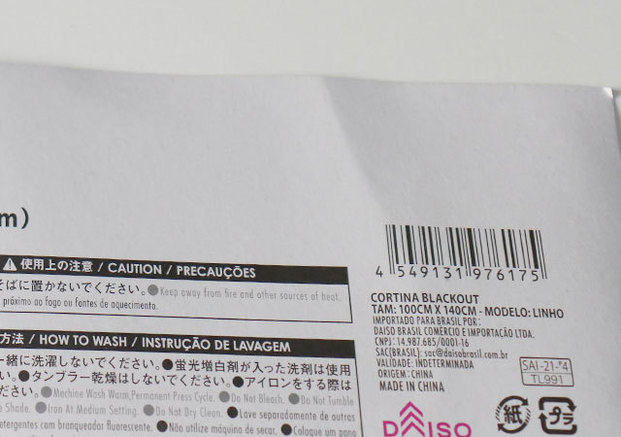 m)
⚠ 使用上の注意 / CAUTION / PRECAUÇÕES
そばに置かないでください。●Keep away from fire and other sources of heat.
próximo ao fogo ou fontes de aquecimento.
方法 / HOW TO WASH / INSTRUÇÃO DE LAVAGEM
一緒に洗濯しないでください。●蛍光増白剤が入った洗剤は使用
い。●タンブラー乾燥はしないでください。●アイロンをする際は
ださい。●Machine Wash Warm,Permanent Press Cycle. ●Do Not Bleach. ●Do Not Tumble
Shade. ●Iron At Medium Setting. ●Do Not Dry Clean. ●Lave separadamente de outras
detergentes com branqueador fluorescente. ●Não utilize máquina de secar. ●Coloque um pano
4 549131 976175
CORTINA BLACKOUT
TAM: 100CM X 140CM - MODELO: LINHO
IMPORTADO PARA BRASIL POR:
DAISO BRASIL COMERCIO E IMPORTAÇÃO LTDA.
CNPJ: 14.987.685/0001-16
SAC(BRASIL): sac@daisobrasil.com.br
VALIDADE: INDETERMINADA
ORIGEM: CHINA
MADE IN CHINA
SAI-21-*4
TL991
DAISO
紙
プラ